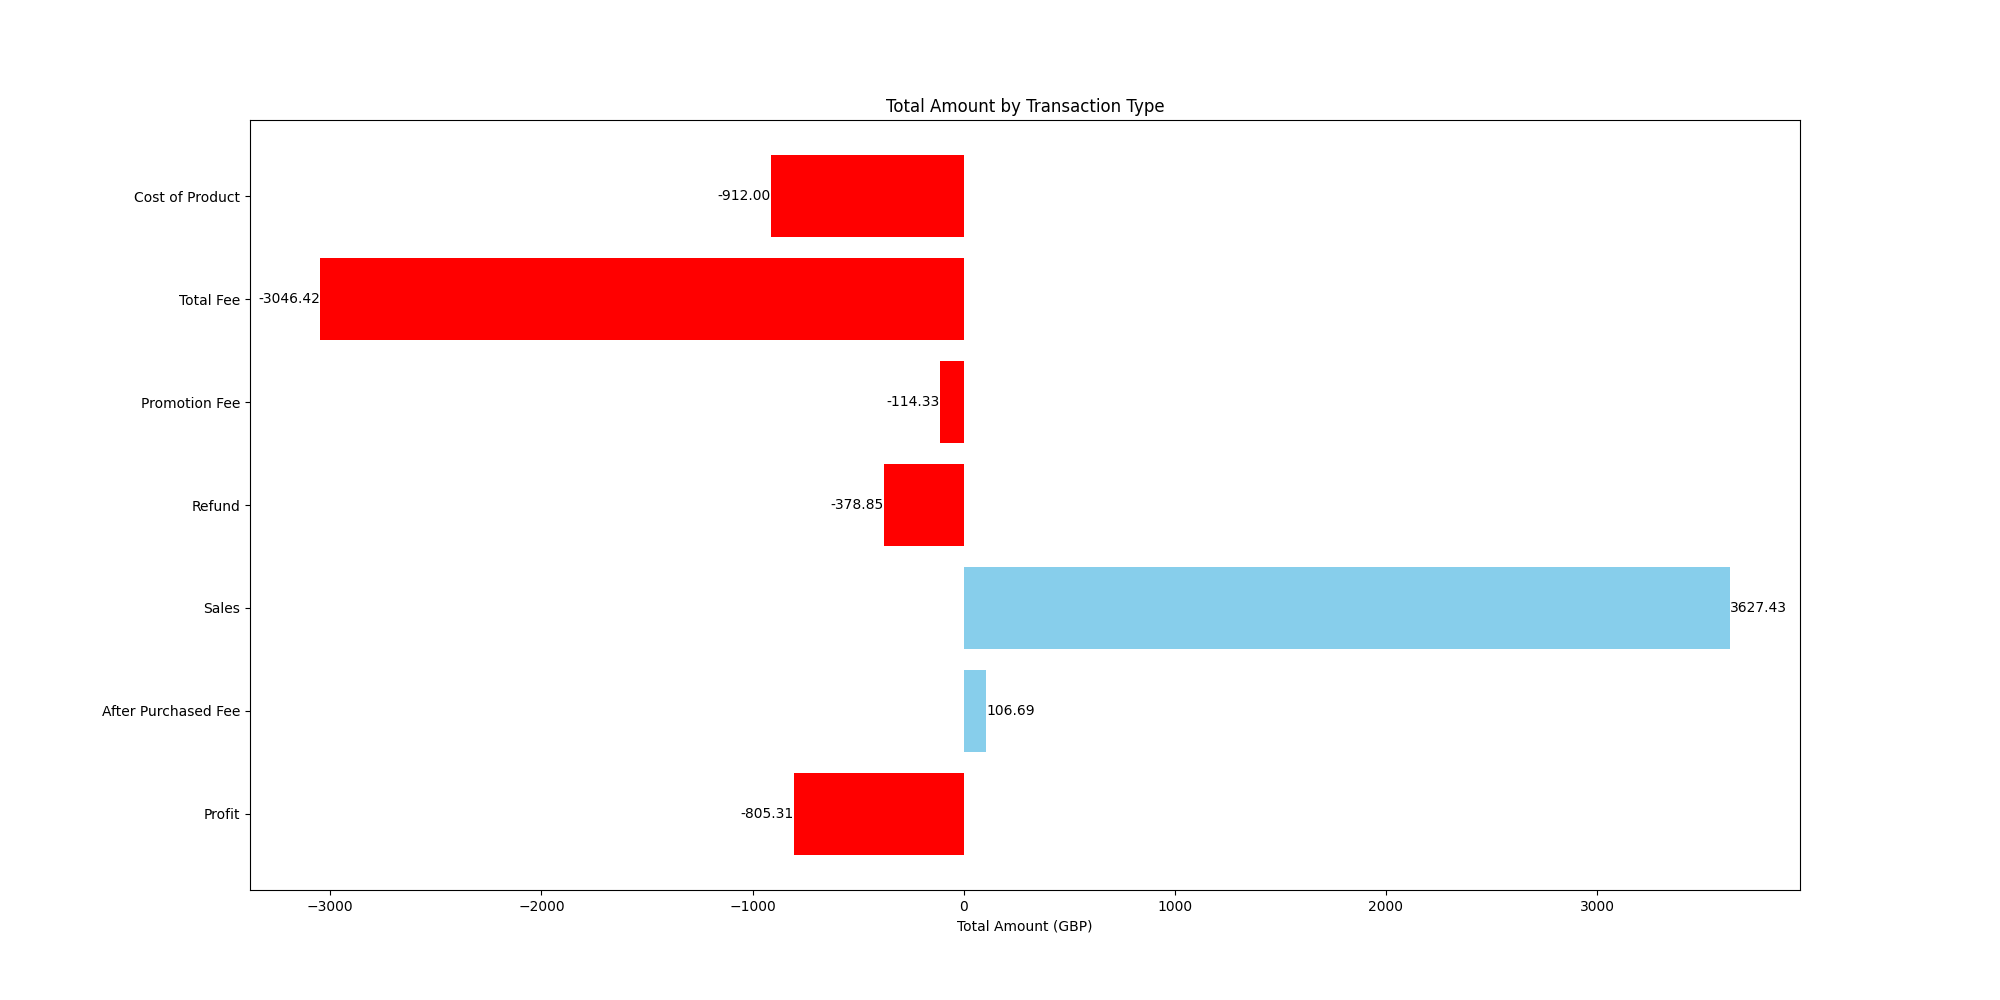 Total Amount by Transaction Type
Cost of Product
-912.00
Total Fee
-3046.42
Promotion Fee
-114.33
Refund
-378.85
Sales
3627.43
After Purchased Fee
106.69
Profit
-805.31
−3000 −2000 −1000 0 1000 2000 3000
Total Amount (GBP)